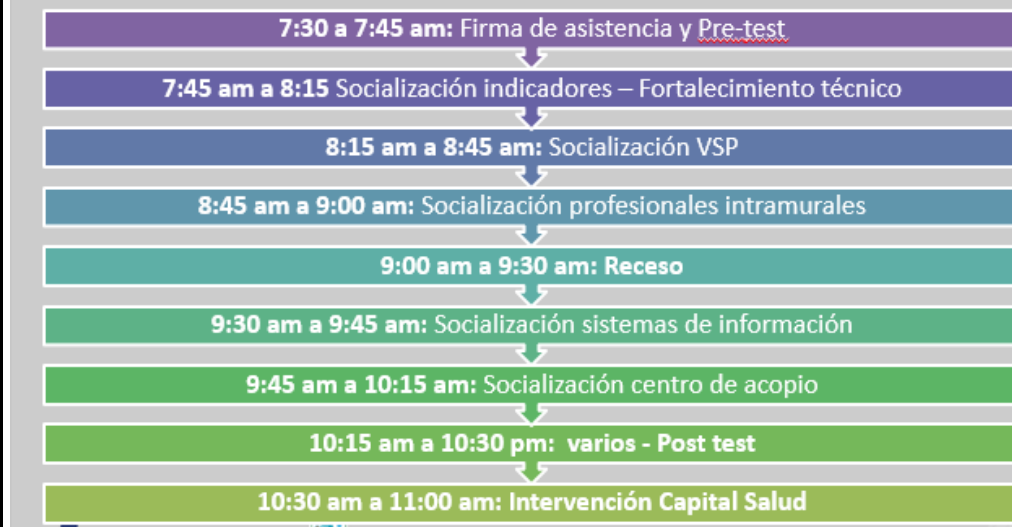 7:30 a 7:45 am: Firma de asistencia y Pre-test
7:45 am a 8:15 Socialización indicadores – Fortalecimiento técnico
8:15 am a 8:45 am: Socialización VSP
8:45 am a 9:00 am: Socialización profesionales intramurales
9:00 am a 9:30 am: Receso
9:30 am a 9:45 am: Socialización sistemas de información
9:45 am a 10:15 am: Socialización centro de acopio
10:15 am a 10:30 pm: varios - Post test
10:30 am a 11:00 am: Intervención Capital Salud